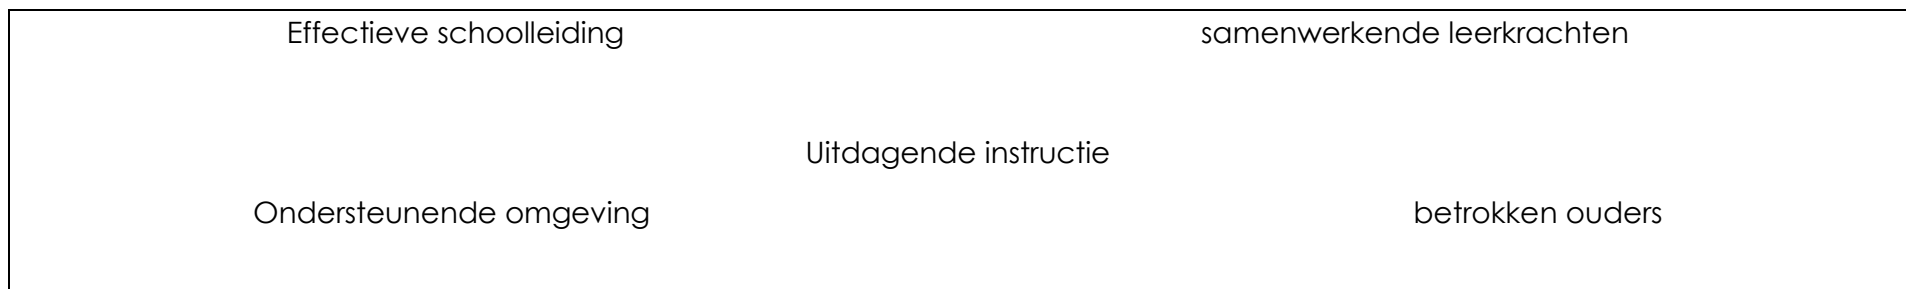 Effectieve schoolleiding samenwerkende leerkrachten
Uitdagende instructie
Ondersteunende omgeving betrokken ouders